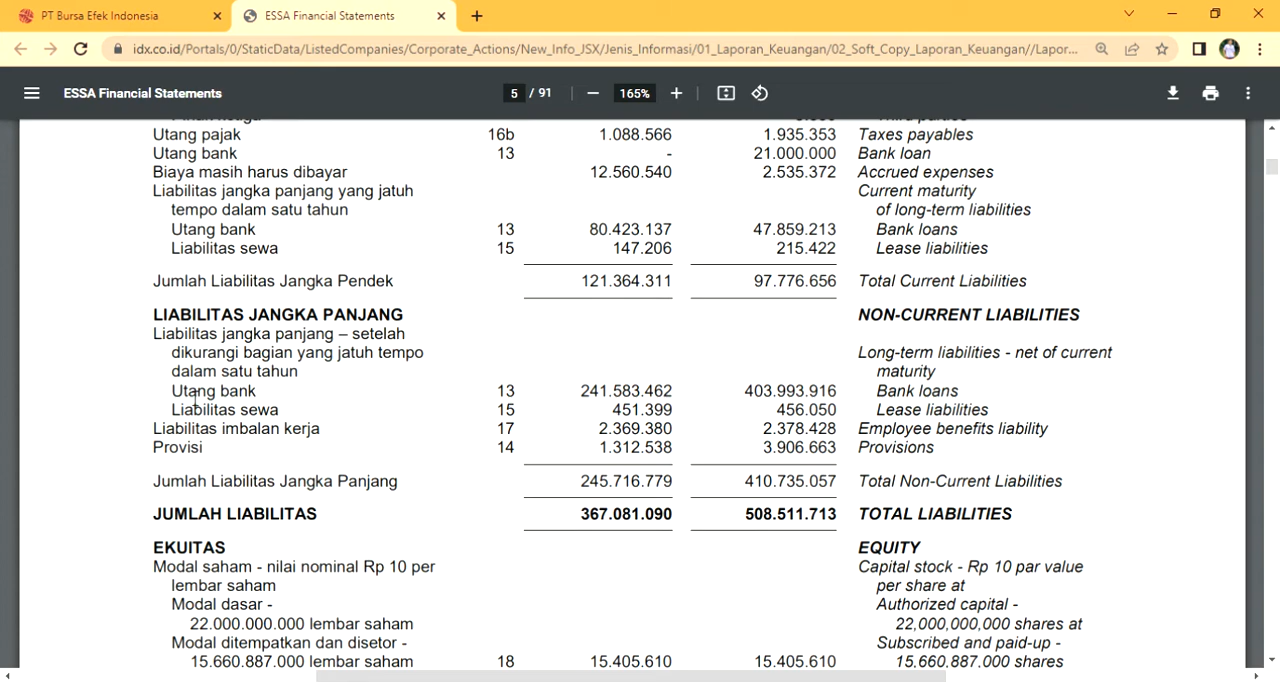 PT Bursa Efek Indonesia
ESSA Financial Statements
idx.co.id/Portals/0/StaticData/ListedCompanies/Corporate_Actions/New_Info_JSX/Jenis_Informasi/01_Laporan_Keuangan/02_Soft_Copy_Laporan_Keuangan//Lapor...
ESSA Financial Statements 5 / 91 165%
Utang pajak 16b 1.088.566 1.935.353 Taxes payables
Utang bank 13 - 21.000.000 Bank loan
Biaya masih harus dibayar 12.560.540 2.535.372 Accrued expenses
Liabilitas jangka panjang yang jatuh Current maturity
tempo dalam satu tahun of long-term liabilities
Utang bank 13 80.423.137 47.859.213 Bank loans
Liabilitas sewa 15 147.206 215.422 Lease liabilities
Jumlah Liabilitas Jangka Pendek 121.364.311 97.776.656 Total Current Liabilities
LIABILITAS JANGKA PANJANG NON-CURRENT LIABILITIES
Liabilitas jangka panjang – setelah
dikurangi bagian yang jatuh tempo Long-term liabilities - net of current
dalam satu tahun maturity
Utang bank 13 241.583.462 403.993.916 Bank loans
Liabilitas sewa 15 451.399 456.050 Lease liabilities
Liabilitas imbalan kerja 17 2.369.380 2.378.428 Employee benefits liability
Provisi 14 1.312.538 3.906.663 Provisions
Jumlah Liabilitas Jangka Panjang 245.716.779 410.735.057 Total Non-Current Liabilities
JUMLAH LIABILITAS 367.081.090 508.511.713 TOTAL LIABILITIES
EKUITAS EQUITY
Modal saham - nilai nominal Rp 10 per Capital stock - Rp 10 par value
lembar saham per share at
Modal dasar - Authorized capital -
22.000.000.000 lembar saham 22,000,000,000 shares at
Modal ditempatkan dan disetor - Subscribed and paid-up -
15.660.887.000 lembar saham 18 15.405.610 15.405.610 15,660,887,000 shares